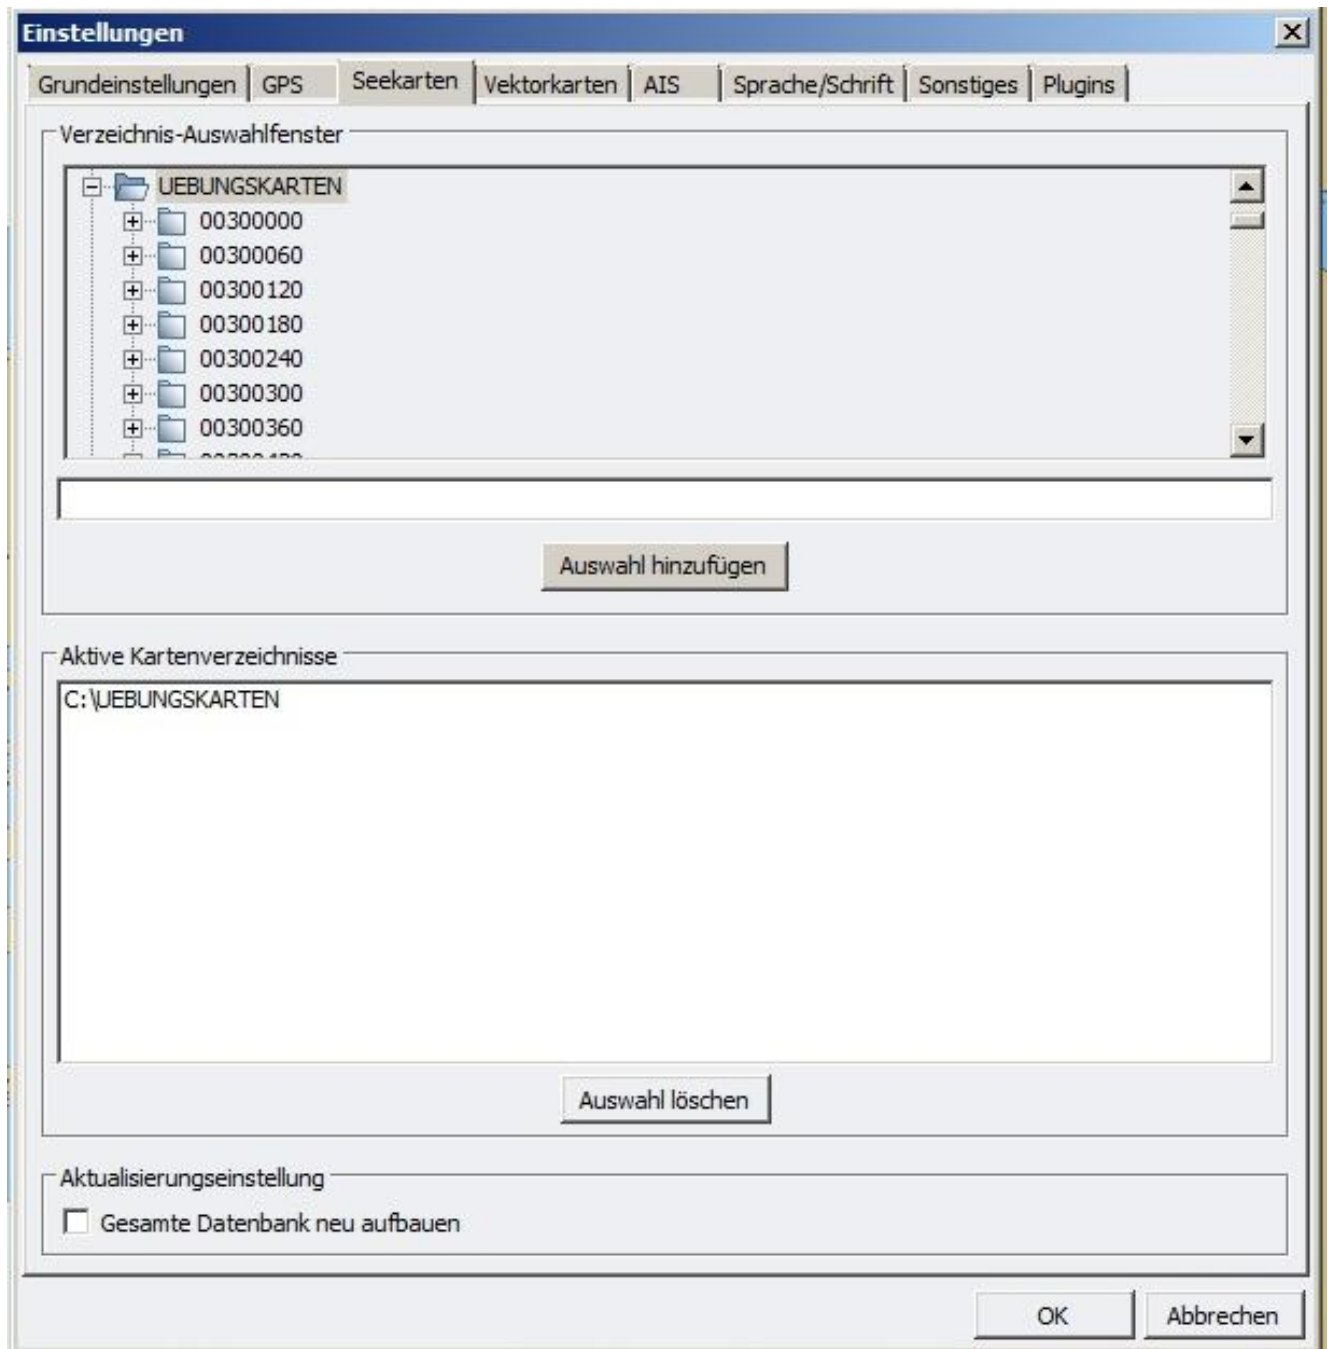 Einstellungen
Grundeinstellungen GPS Seekarten Vektorkarten AIS Sprache/Schrift Sonstiges Plugins
Verzeichnis-Auswahlfenster
UEBUNGSKARTEN
00300000
00300060
00300120
00300180
00300240
00300300
00300360
Auswahl hinzufügen
Aktive Kartenverzeichnisse
C:\UEBUNGSKARTEN
Auswahl löschen
Aktualisierungseinstellung
Gesamte Datenbank neu aufbauen
OK Abbrechen